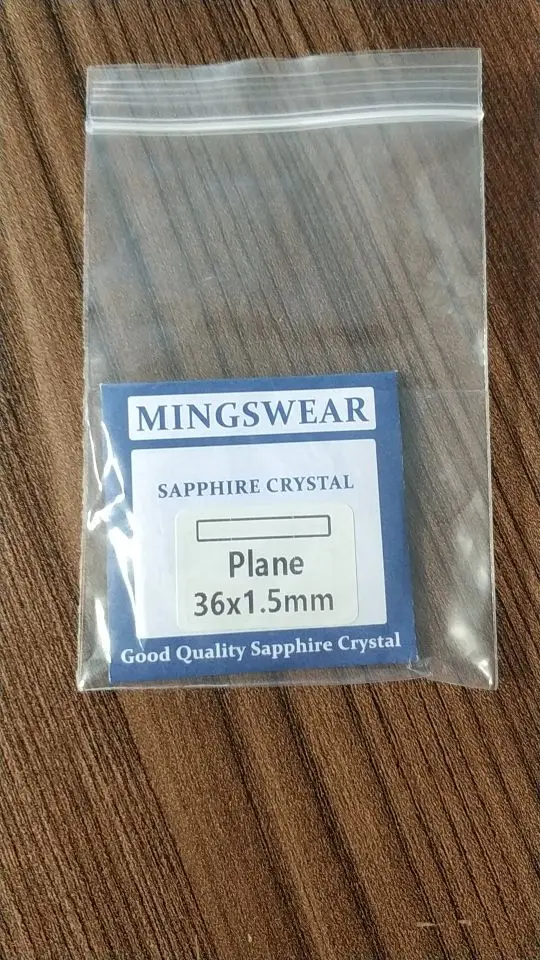 MINGSWEAR
SAPPHIRE CRYSTAL
Plane
36x1.5mm
Good Quality Sapphire Crystal